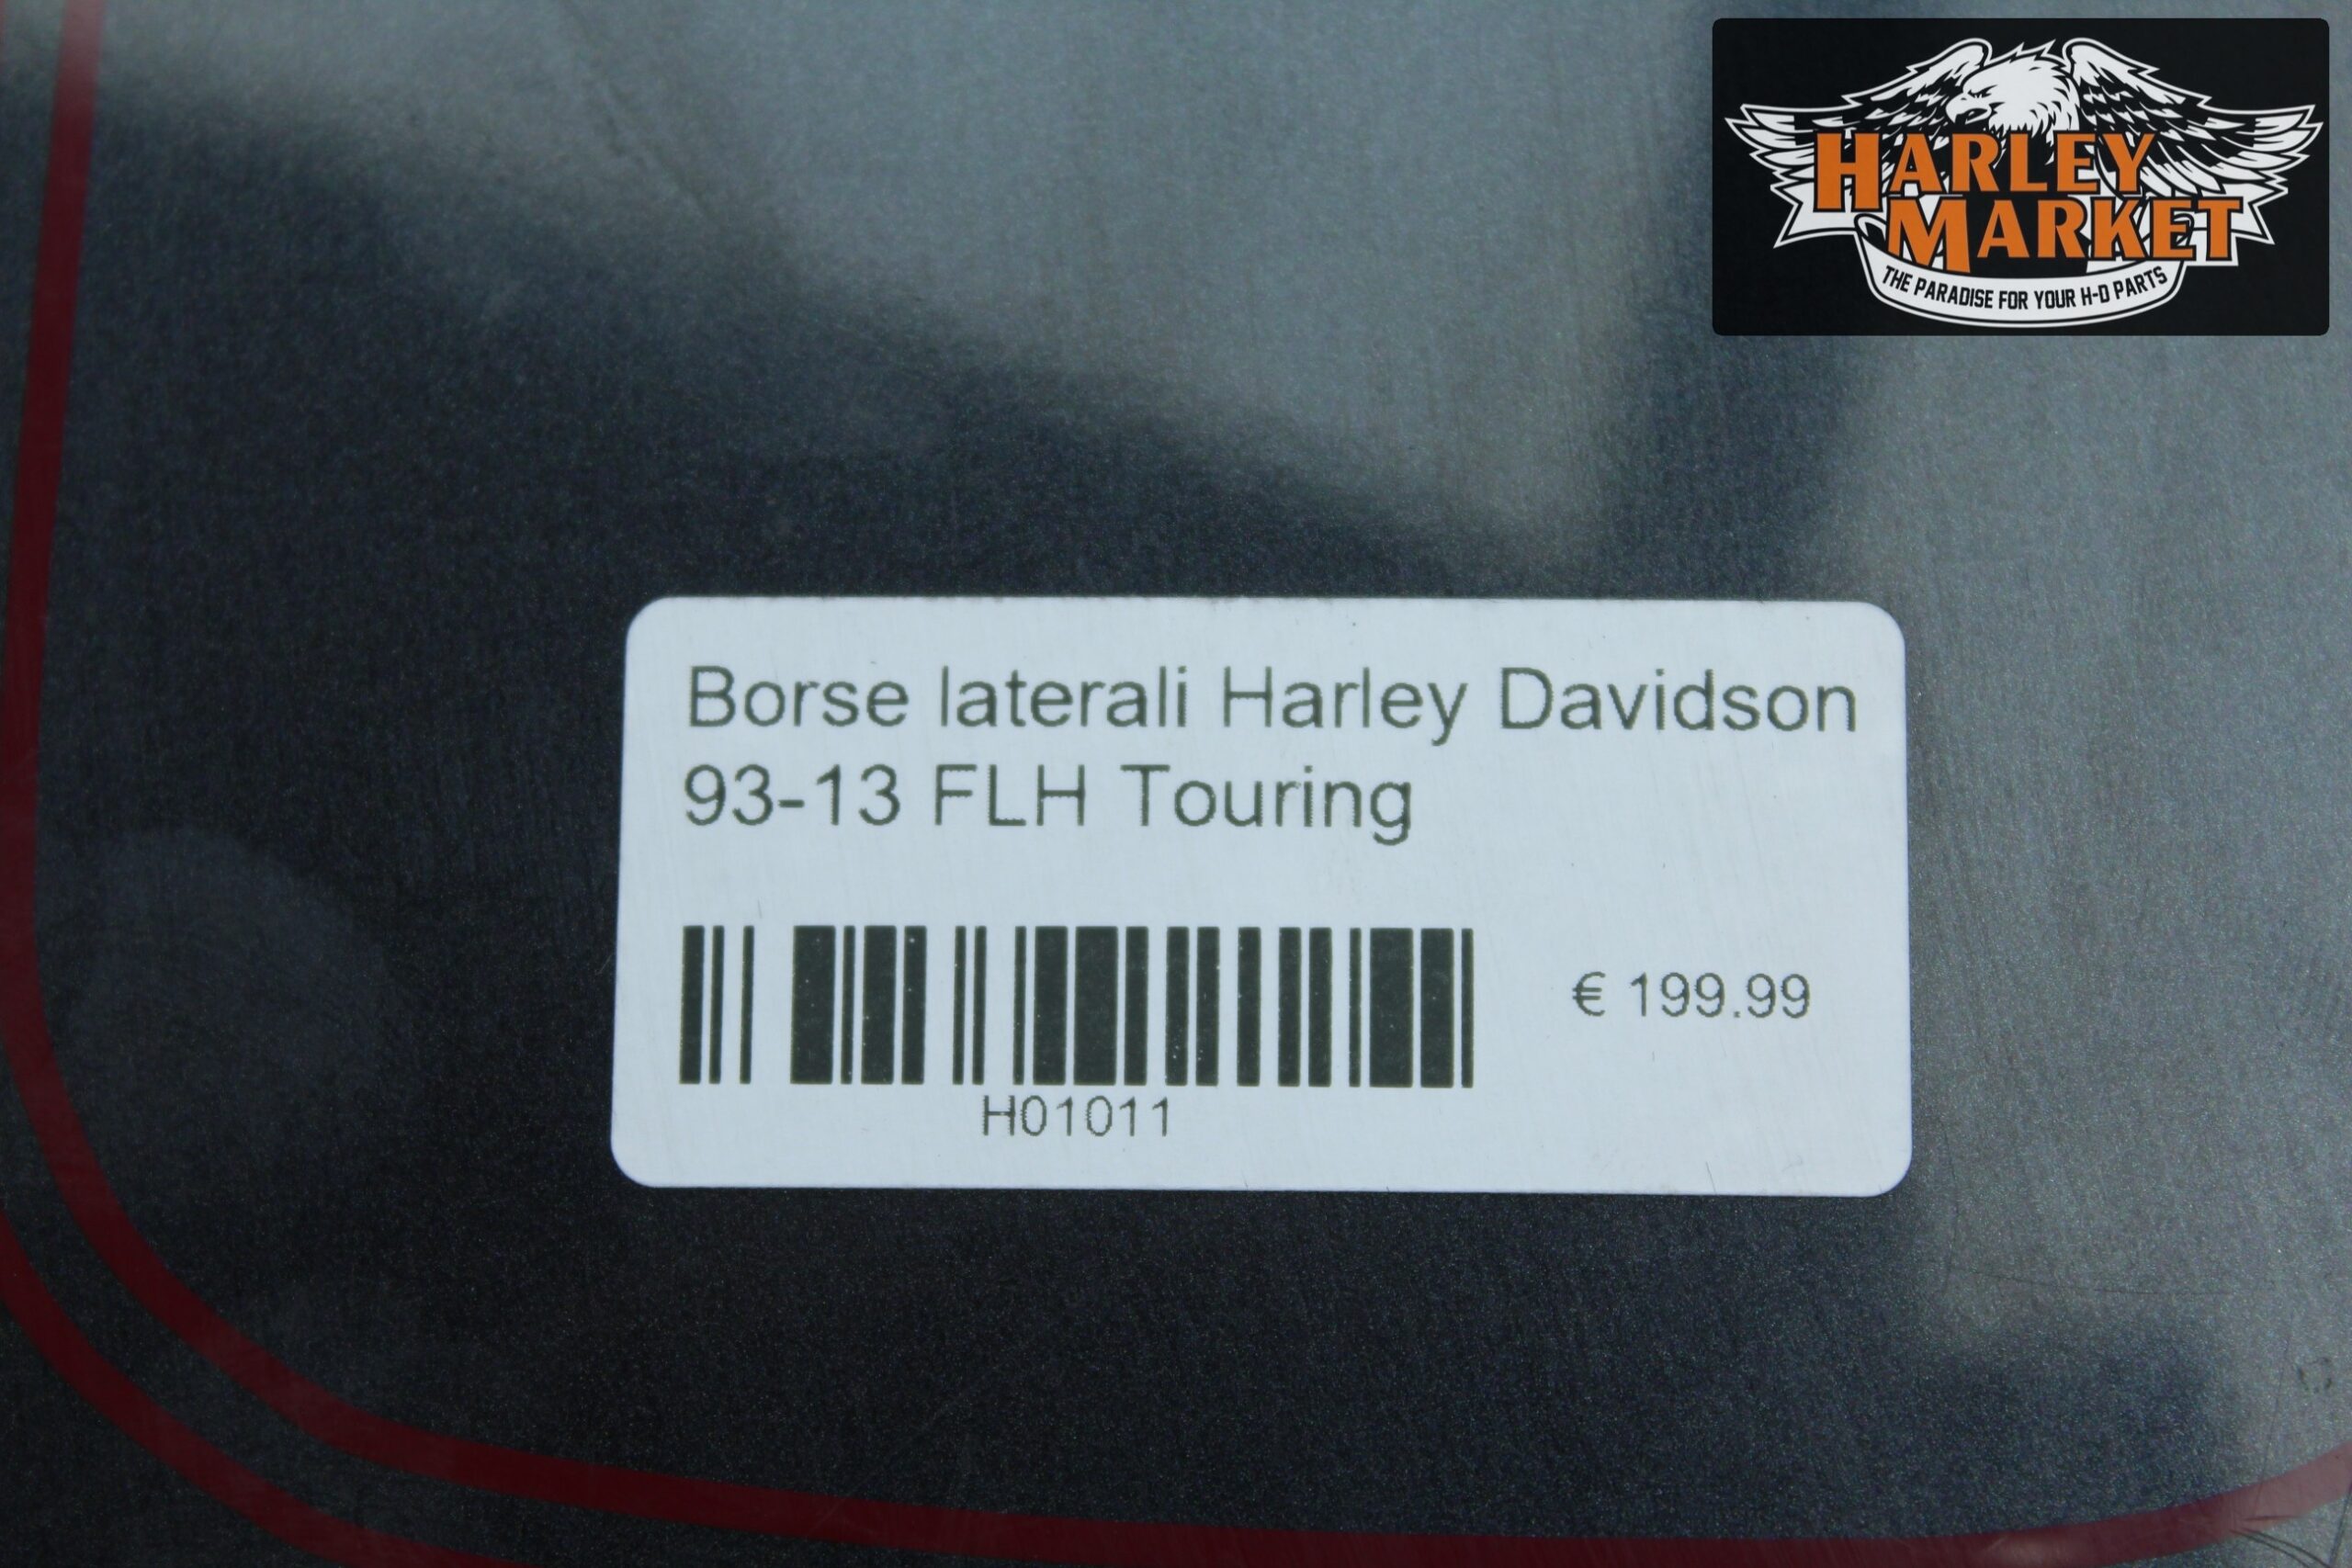 HARLEY
MARKET
THE PARADISE FOR YOUR H-D PARTS
Borse laterali Harley Davidson
93-13 FLH Touring
€ 199.99
H01011